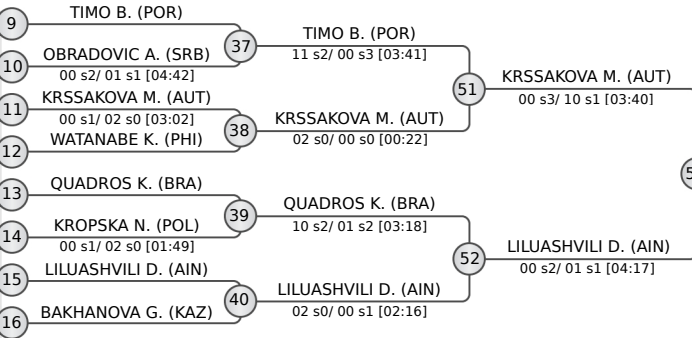 9
TIMO B. (POR)
37
10
OBRADOVIC A. (SRB)
00 s2/ 01 s1 [04:42]
TIMO B. (POR)
11 s2/ 00 s3 [03:41]
51
11
KRSSAKOVA M. (AUT)
00 s1/ 02 s0 [03:02]
38
12
WATANABE K. (PHI)
KRSSAKOVA M. (AUT)
02 s0/ 00 s0 [00:22]
KRSSAKOVA M. (AUT)
00 s3/ 10 s1 [03:40]
13
QUADROS K. (BRA)
39
14
KROPSKA N. (POL)
00 s1/ 02 s0 [01:49]
QUADROS K. (BRA)
10 s2/ 01 s2 [03:18]
52
15
LILUASHVILI D. (AIN)
40
16
BAKHANOVA G. (KAZ)
LILUASHVILI D. (AIN)
02 s0/ 00 s1 [02:16]
LILUASHVILI D. (AIN)
00 s2/ 01 s1 [04:17]